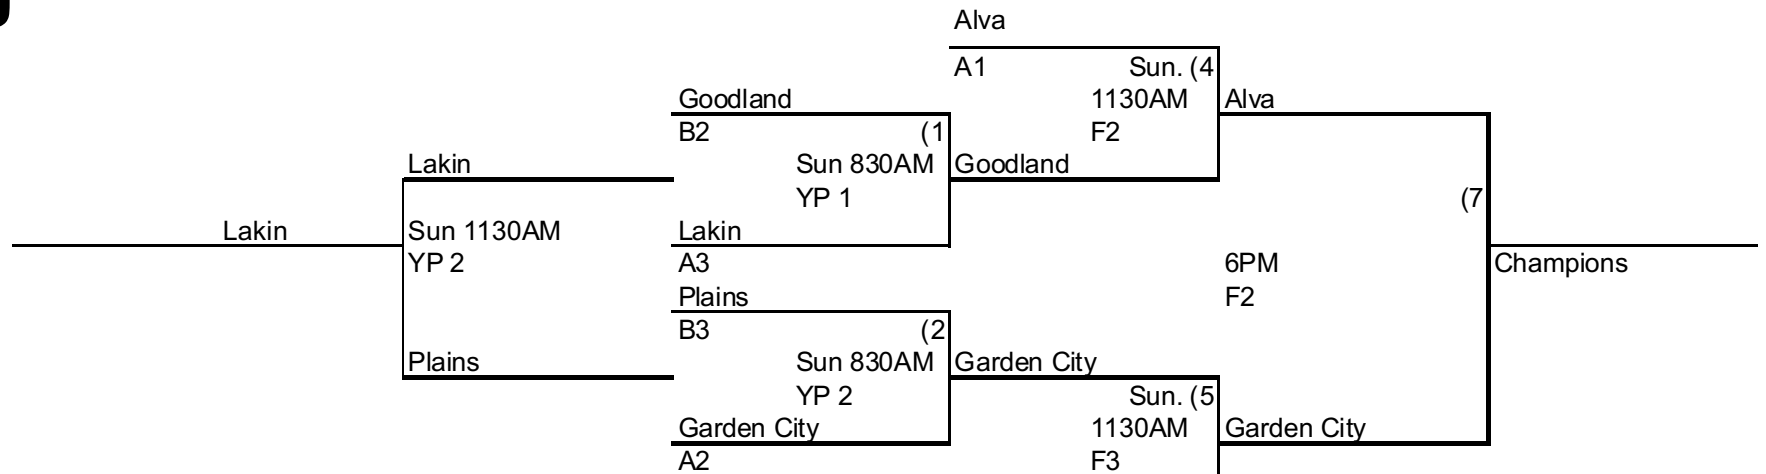 Alva
A1 Sun. (4
Goodland 1130AM Alva
B2 (1 F2
Lakin Sun 830AM Goodland
YP 1 (7
Lakin Sun 1130AM Lakin
YP 2 A3 6PM Champions
Plains F2
B3 (2
Plains Sun 830AM Garden City
YP 2 Sun. (5
Garden City 1130AM Garden City
A2 F3